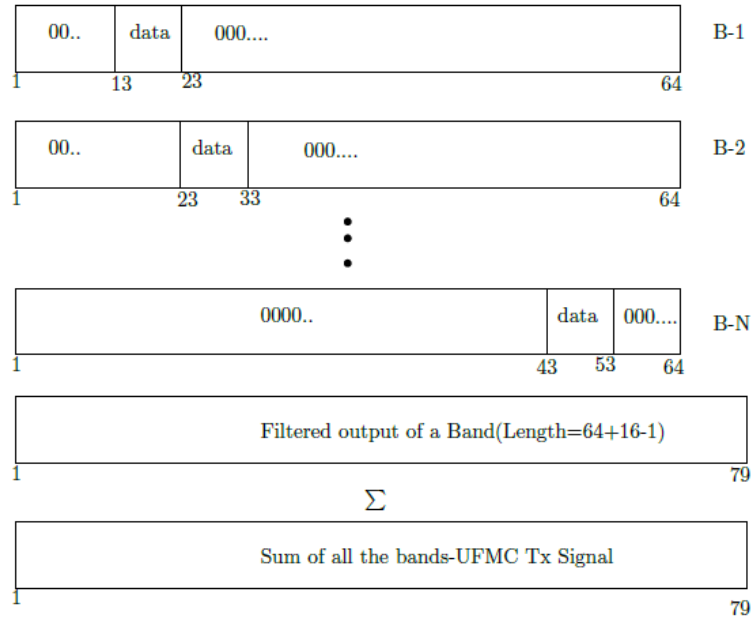 00.. data 000.... B-1
1 13 23 64
00.. data 000.... B-2
1 23 33 64
0000.. data 000.... B-N
1 43 53 64
Filtered output of a Band(Length=64+16-1)
1 79
Σ
Sum of all the bands-UFMC Tx Signal
1 79